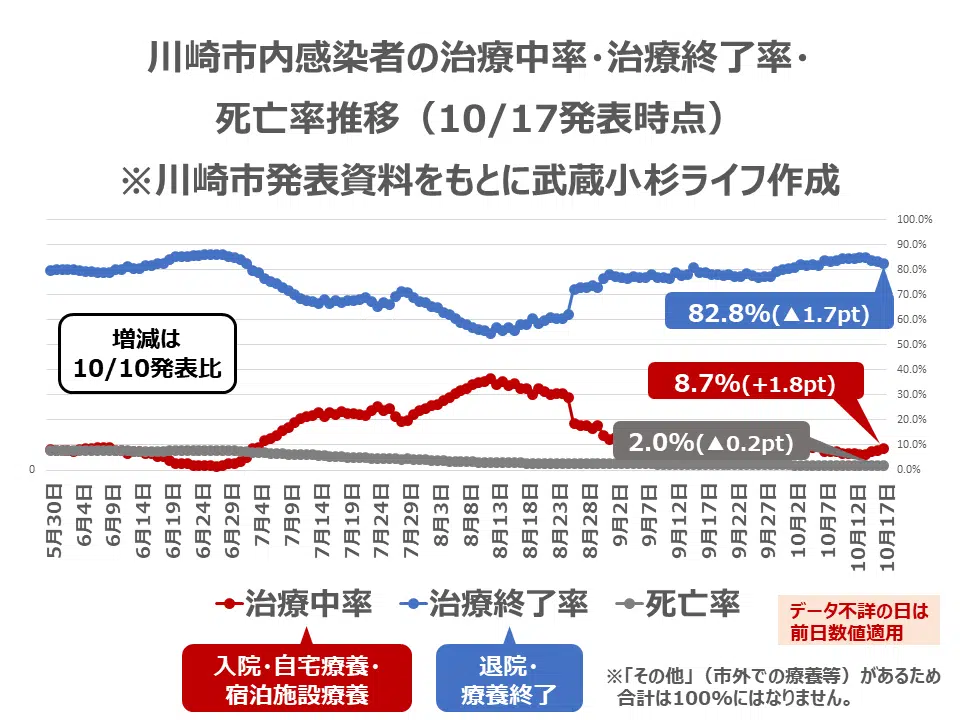 川崎市内感染者の治療中率･治療終了率･
死亡率推移（10/17発表時点）
※川崎市発表資料をもとに武蔵小杉ライフ作成
100.0%
90.0%
80.0%
70.0%
60.0%
50.0%
40.0%
30.0%
20.0%
10.0%
0.0%
0
82.8%(▲1.7pt)
増減は
10/10発表比
8.7%(+1.8pt)
2.0%(▲0.2pt)
5月30日
6月4日
6月9日
6月14日
6月19日
6月24日
6月29日
7月4日
7月9日
7月14日
7月19日
7月24日
7月29日
8月3日
8月8日
8月13日
8月18日
8月23日
8月28日
9月2日
9月7日
9月12日
9月17日
9月22日
9月27日
10月2日
10月7日
10月12日
10月17日
治療中率
治療終了率
死亡率
入院･自宅療養･
宿泊施設療養
退院･
療養終了
データ不詳の日は
前日数値適用
※｢その他｣（市外での療養等）があるため
合計は100%にはなりません。